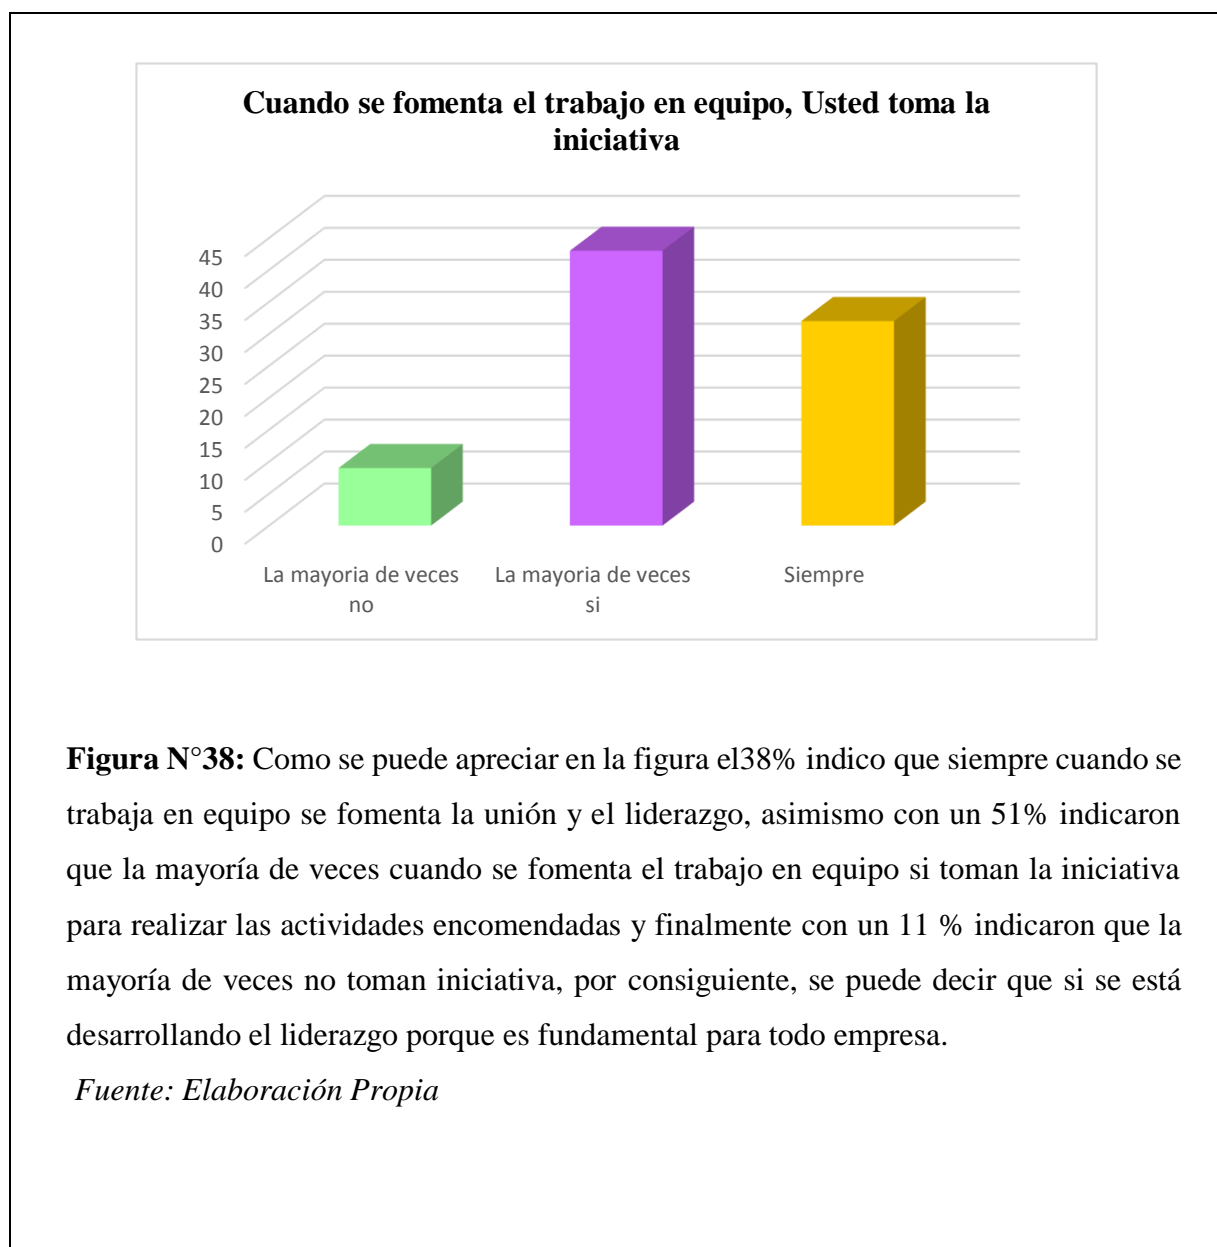 Cuando se fomenta el trabajo en equipo, Usted toma la
iniciativa
45
40
35
30
25
20
15
10
5
0
La mayoria de veces
no
La mayoria de veces
si
Siempre
Figura N°38: Como se puede apreciar en la figura el38% indico que siempre cuando se
trabaja en equipo se fomenta la unión y el liderazgo, asimismo con un 51% indicaron
que la mayoría de veces cuando se fomenta el trabajo en equipo si toman la iniciativa
para realizar las actividades encomendadas y finalmente con un 11 % indicaron que la
mayoría de veces no toman iniciativa, por consiguiente, se puede decir que si se está
desarrollando el liderazgo porque es fundamental para todo empresa.
Fuente: Elaboración Propia